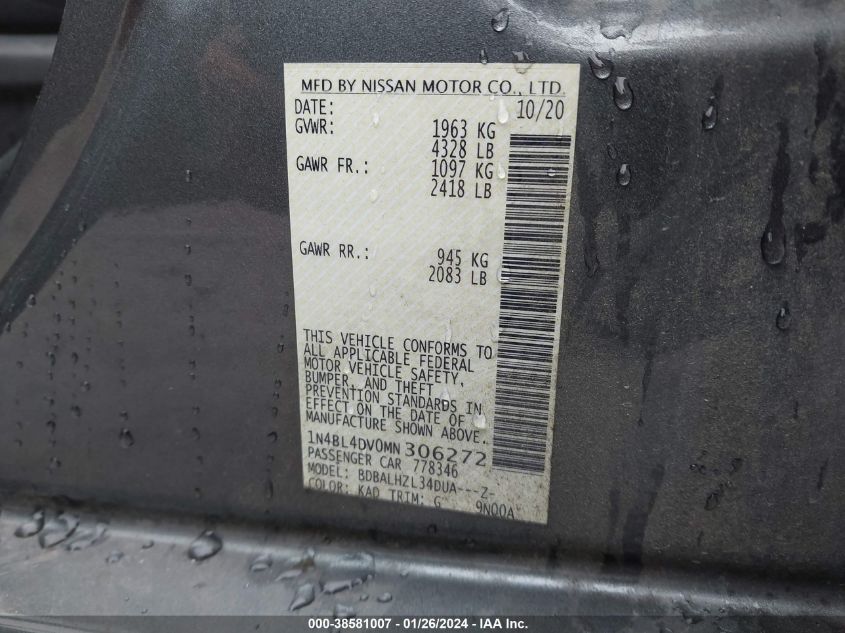 MFD BY NISSAN MOTOR CO., LTD.
DATE: 10/20
GVWR: 1963 KG
4328 LB
GAWR FR.: 1097 KG
2418 LB
GAWR RR.: 945 KG
2083 LB
THIS VEHICLE CONFORMS TO
ALL APPLICABLE FEDERAL
MOTOR VEHICLE SAFETY,
BUMPER, AND THEFT
PREVENTION STANDARDS IN
EFFECT ON THE DATE OF
MANUFACTURE SHOWN ABOVE.
1N4BL4DV0MN306272
PASSENGER CAR 778346
MODEL: BDBALHZL34DUA---Z-
COLOR: KAD TRIM: G 9N00A
000-38581007 - 01/26/2024 - IAA Inc.